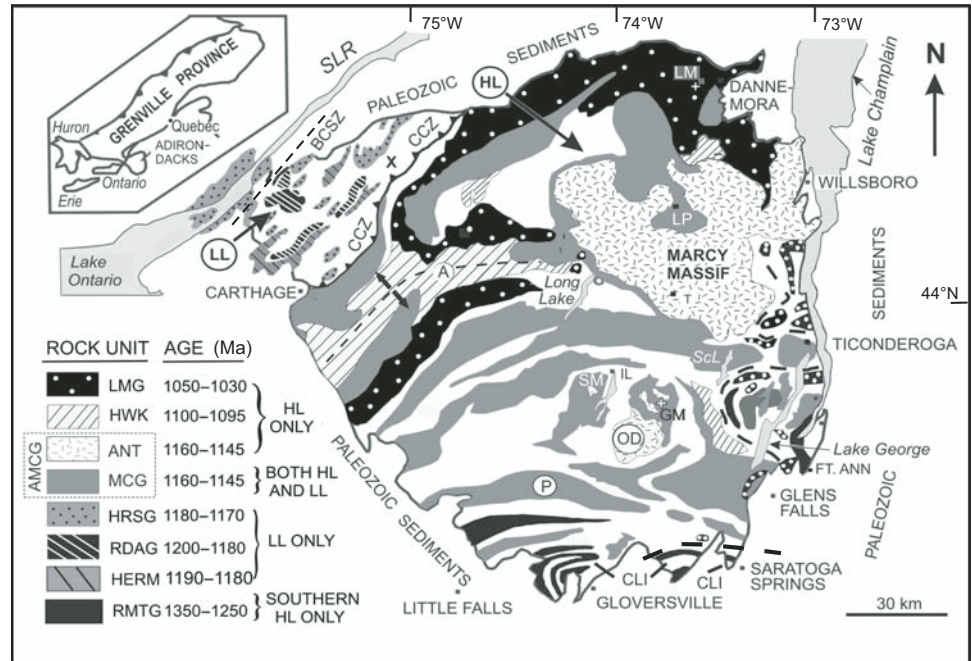 75°W
74°W
73°W
GRENVILLE PROVINCE
Huron
Quebéc
ADIRON-
DACKS
Ontario
Erie
SLR
PALEOZOIC SEDIMENTS
HL
LM
DANNE-
MORA
Lake Champlain
N
BCSZ
CCZ
X
WILLSBORO
LP
LL
CCZ
MARCY
MASSIF
Lake
Ontario
CARTHAGE
A
Long
Lake
T
SEDIMENTS
44°N
TICONDEROGA
ScL
SM
IL
GM
OD
Lake George
FT. ANN
P
GLENS
FALLS
PALEOZOIC
PALEOZOIC SEDIMENTS
CLI
CLI
SARATOGA
SPRINGS
GLOVERSVILLE
LITTLE FALLS
30 km
ROCK UNIT AGE (Ma)
LMG 1050–1030
HWK 1100–1095
HL
ONLY
AMCG
ANT 1160–1145
MCG 1160–1145
BOTH HL
AND LL
HRSG 1180–1170
RDAG 1200–1180
LL ONLY
HERM 1190–1180
RMTG 1350–1250
SOUTHERN
HL ONLY